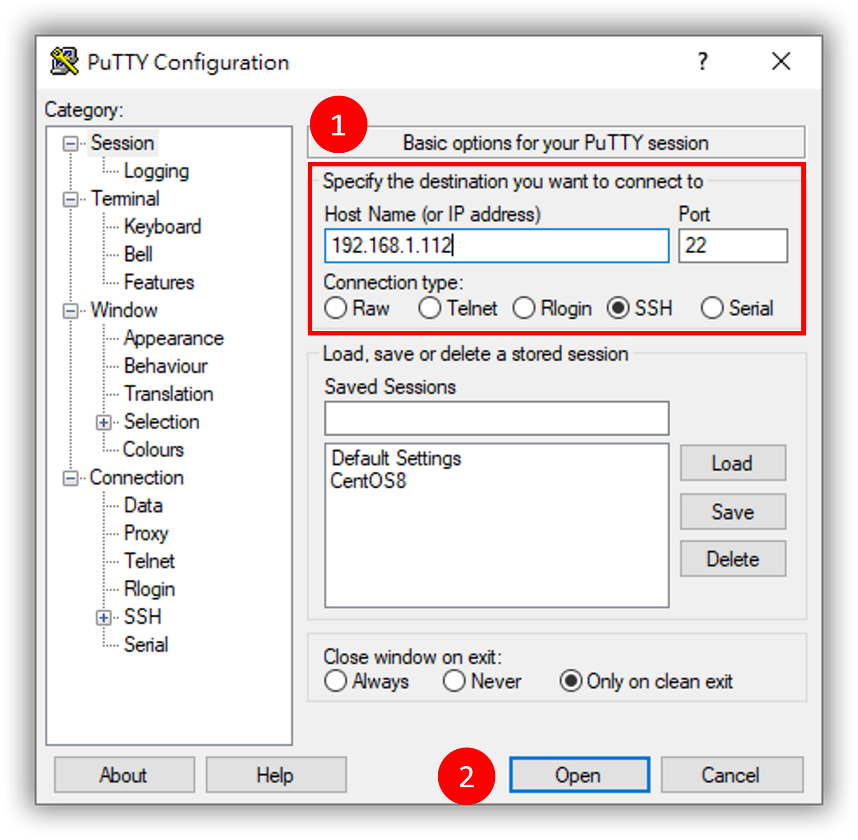 PuTTY Configuration
?
Category:
Session
Logging
Terminal
Keyboard
Bell
Features
Window
Appearance
Behaviour
Translation
Selection
Colours
Connection
Data
Proxy
Telnet
Rlogin
SSH
Serial
1
Basic options for your PuTTY session
Specify the destination you want to connect to
Host Name (or IP address) Port
192.168.1.112 22
Connection type:
Raw Telnet Rlogin SSH Serial
Load, save or delete a stored session
Saved Sessions
Default Settings
CentOS8
Load
Save
Delete
Close window on exit:
Always Never Only on clean exit
About Help 2 Open Cancel